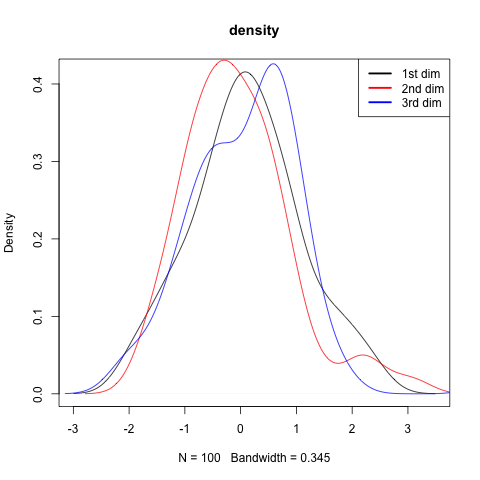 density
1st dim
2nd dim
3rd dim
Density
0.4
0.3
0.2
0.1
0.0
-3 -2 -1 0 1 2 3
N = 100 Bandwidth = 0.345